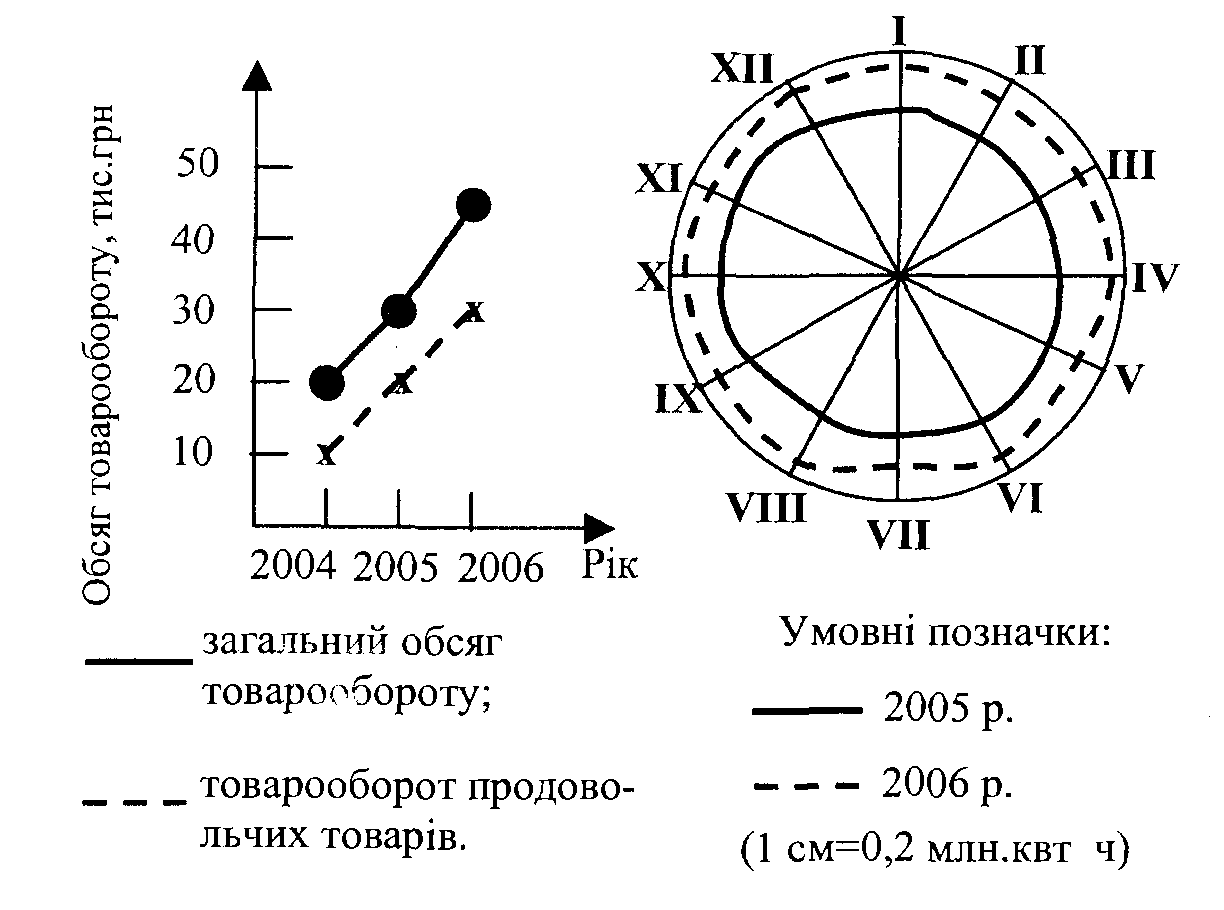 Обсяг товарообороту, тис.грн
50
40
30
20
10
2004 2005 2006 Рік
загальний обсяг
товарообороту;
товарооборот продово-
льчих товарів.
I
II
III
IV
V
VI
VII
VIII
IX
X
XI
XII
Умовні позначки:
2005 р.
2006 р.
(1 см=0,2 млн.квт ч)